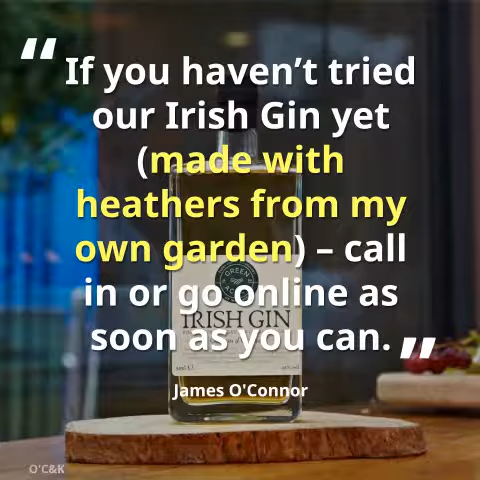 “ If you haven’t tried
our Irish Gin yet
(made with
heathers from my
own garden) – call
in or go online as
soon as you can. ”
GREEN
IRISH GIN
James O'Connor
O'C&K